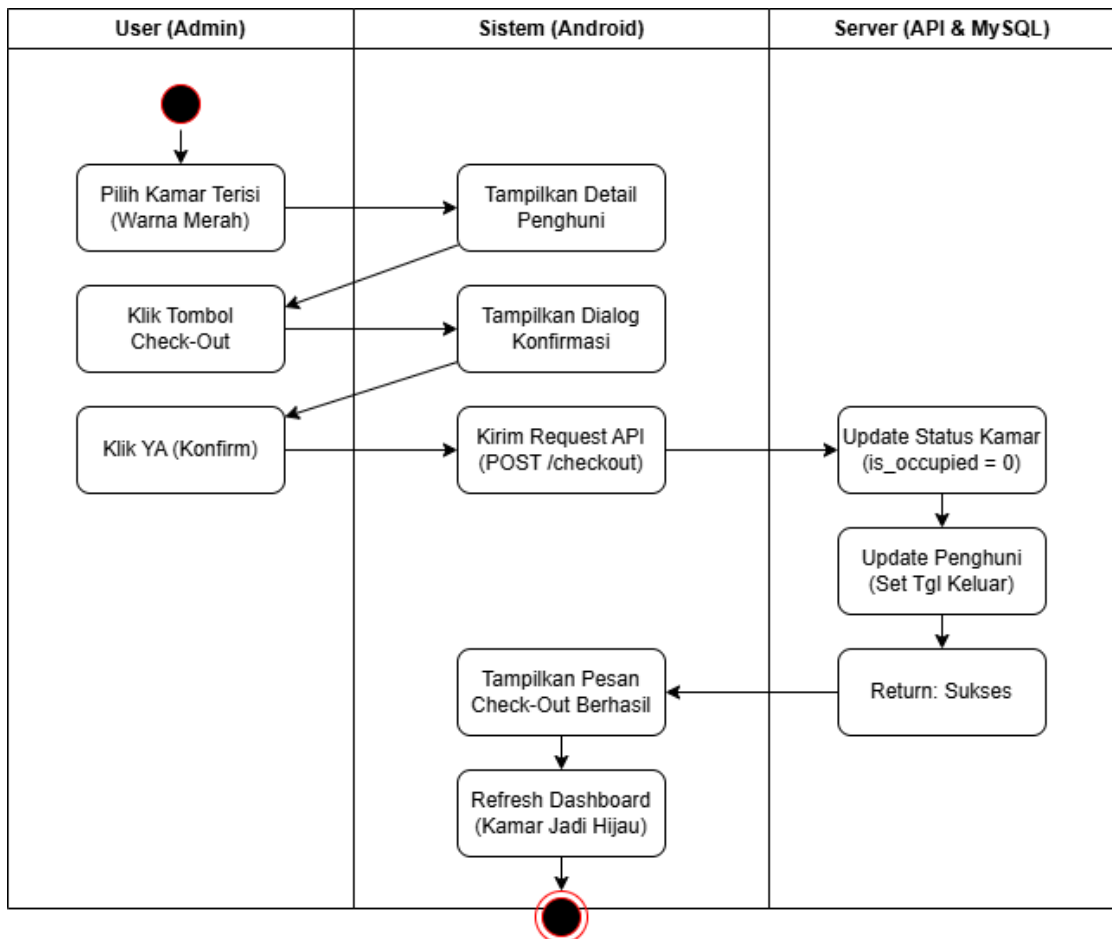 User (Admin)
Sistem (Android)
Server (API & MySQL)
Pilih Kamar Terisi
(Warna Merah)
Tampilkan Detail
Penghuni
Klik Tombol
Check-Out
Tampilkan Dialog
Konfirmasi
Klik YA (Konfirm)
Kirim Request API
(POST /checkout)
Update Status Kamar
(is_occupied = 0)
Update Penghuni
(Set Tgl Keluar)
Return: Sukses
Tampilkan Pesan
Check-Out Berhasil
Refresh Dashboard
(Kamar Jadi Hijau)